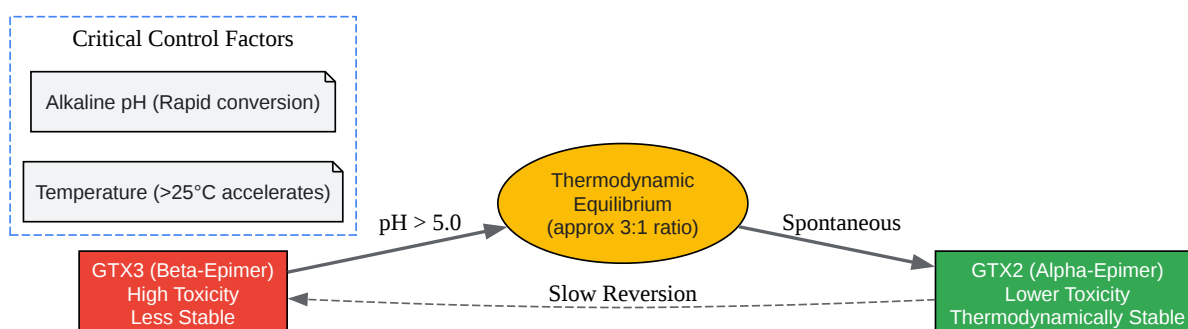 Critical Control Factors
Alkaline pH (Rapid conversion)
Temperature (>25°C accelerates)
Thermodynamic
Equilibrium
(approx 3:1 ratio)
pH > 5.0
Spontaneous
GTX3 (Beta-Epimer)
High Toxicity
Less Stable
Slow Reversion
GTX2 (Alpha-Epimer)
Lower Toxicity
Thermodynamically Stable